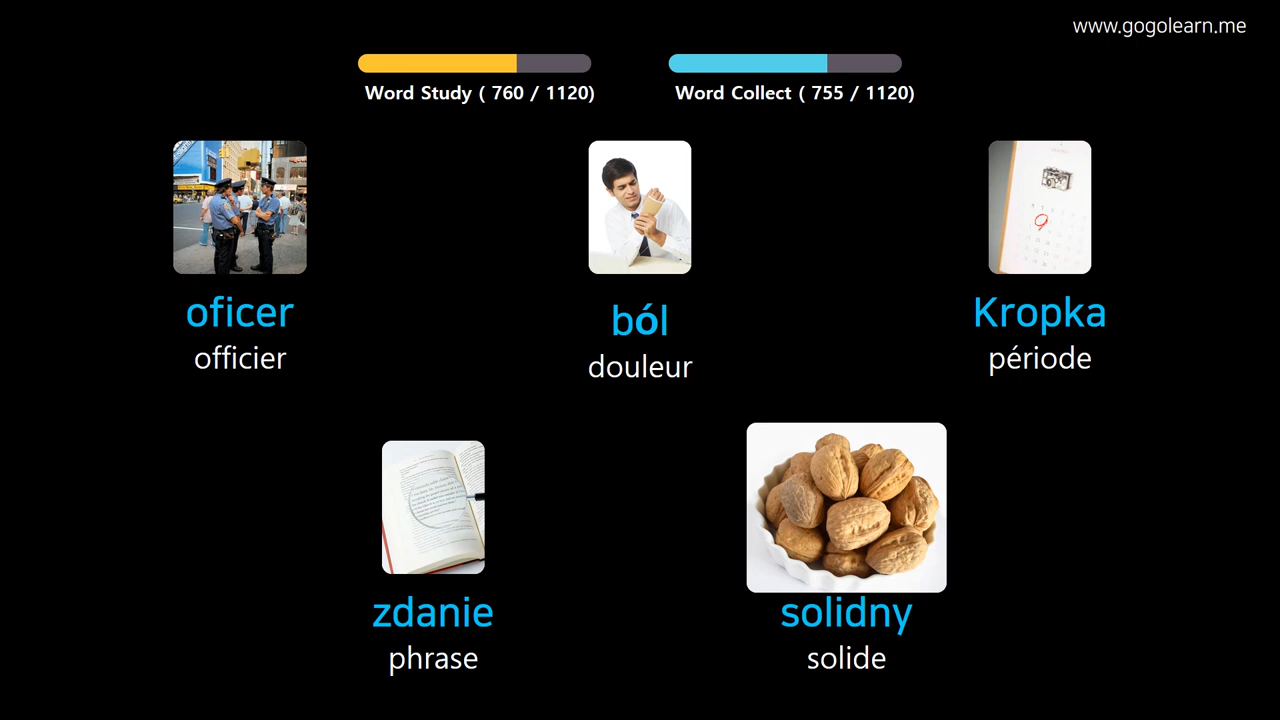 www.gogolearn.me
Word Study ( 760 / 1120)
Word Collect ( 755 / 1120)
oficer
officier
ból
douleur
Kropka
période
zdanie
phrase
solidny
solide